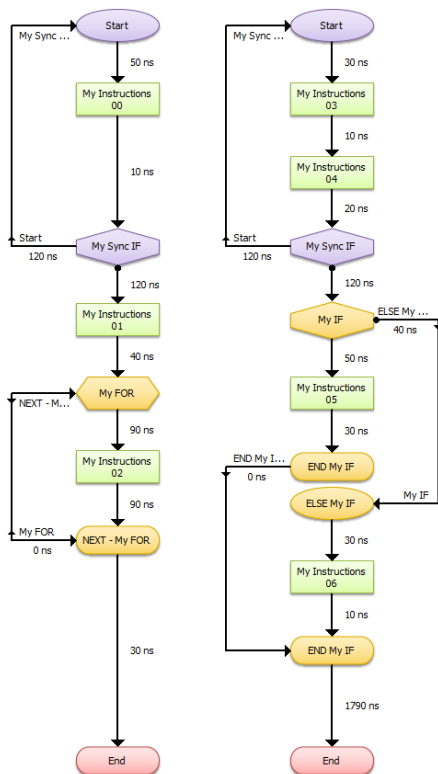 Start
My Sync ...
50 ns
My Instructions
00
10 ns
Start
My Sync IF
120 ns
120 ns
My Instructions
01
40 ns
My FOR
NEXT - M...
90 ns
My Instructions
02
90 ns
My FOR
NEXT - My FOR
0 ns
30 ns
End
Start
My Sync ...
30 ns
My Instructions
03
10 ns
My Instructions
04
20 ns
Start
My Sync IF
120 ns
120 ns
My IF
ELSE My ...
40 ns
50 ns
My Instructions
05
30 ns
END My I...
END My IF
0 ns
My IF
ELSE My IF
30 ns
My Instructions
06
10 ns
END My IF
1790 ns
End